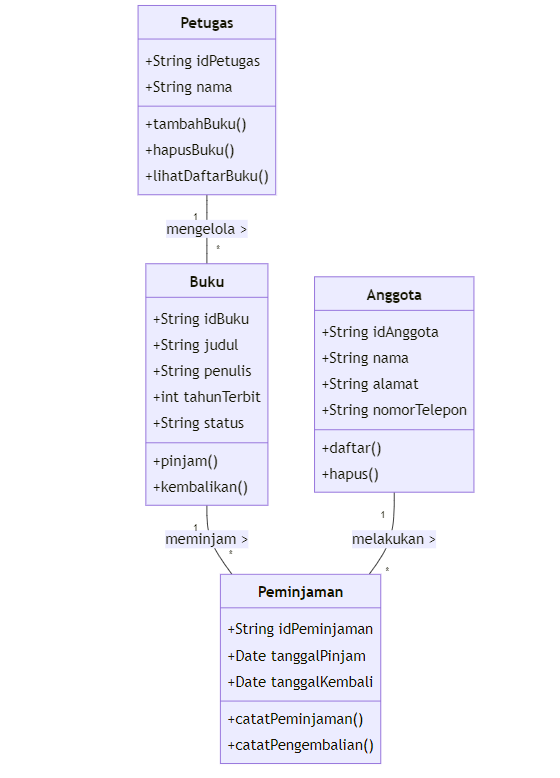 Petugas
+String idPetugas
+String nama
+tambahBuku()
+hapusBuku()
+lihatDaftarBuku()
1
mengelola >
*
Buku
+String idBuku
+String judul
+String penulis
+int tahunTerbit
+String status
+pinjam()
+kembalikan()
Anggota
+String idAnggota
+String nama
+String alamat
+String nomorTelepon
+daftar()
+hapus()
1
meminjam >
*
1
melakukan >
*
Peminjaman
+String idPeminjaman
+Date tanggalPinjam
+Date tanggalKembali
+catatPeminjaman()
+catatPengembalian()